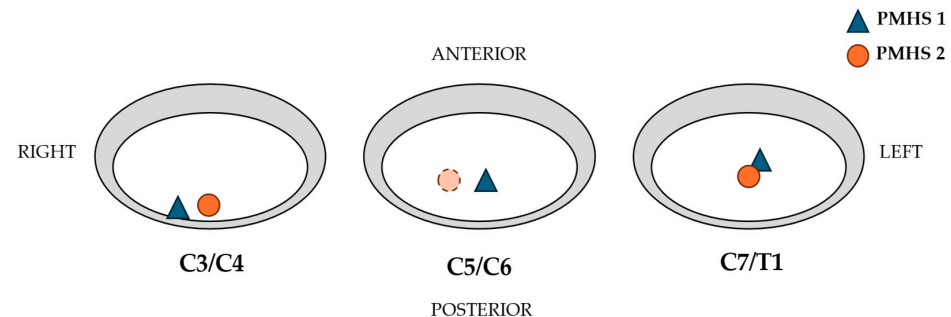 PMHS 1
PMHS 2
ANTERIOR
RIGHT
LEFT
C3/C4
C5/C6
C7/T1
POSTERIOR